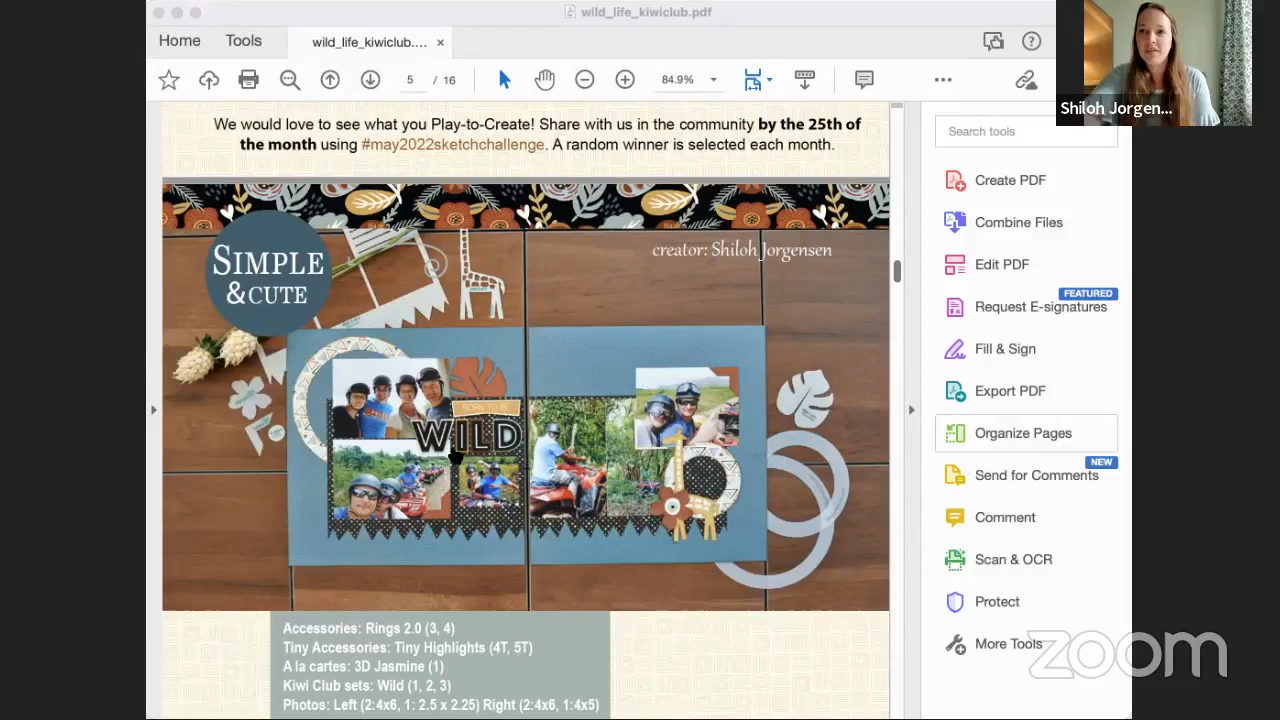 wild_life_kiwiclub.pdf
Home
Tools
wild_life_kiwiclub....
5
/ 16
84.9%
Shiloh Jorgen...
We would love to see what you Play-to-Create! Share with us in the community by the 25th of
the month using #may2022sketchchallenge. A random winner is selected each month.
SIMPLE
&CUTE
creator: Shiloh Jorgensen
BORN TO BE
WILD
Accessories: Rings 2.0 (3, 4)
Tiny Accessories: Tiny Highlights (4T, 5T)
A la cartes: 3D Jasmine (1)
Kiwi Club sets: Wild (1, 2, 3)
Photos: Left (2:4x6, 1: 2.5 x 2.25) Right (2:4x6, 1:4x5)
Search tools
Create PDF
Combine Files
Edit PDF
FEATURED
Request E-signatures
Fill & Sign
Export PDF
Organize Pages
NEW
Send for Comments
Comment
Scan & OCR
Protect
More Tools
zoom